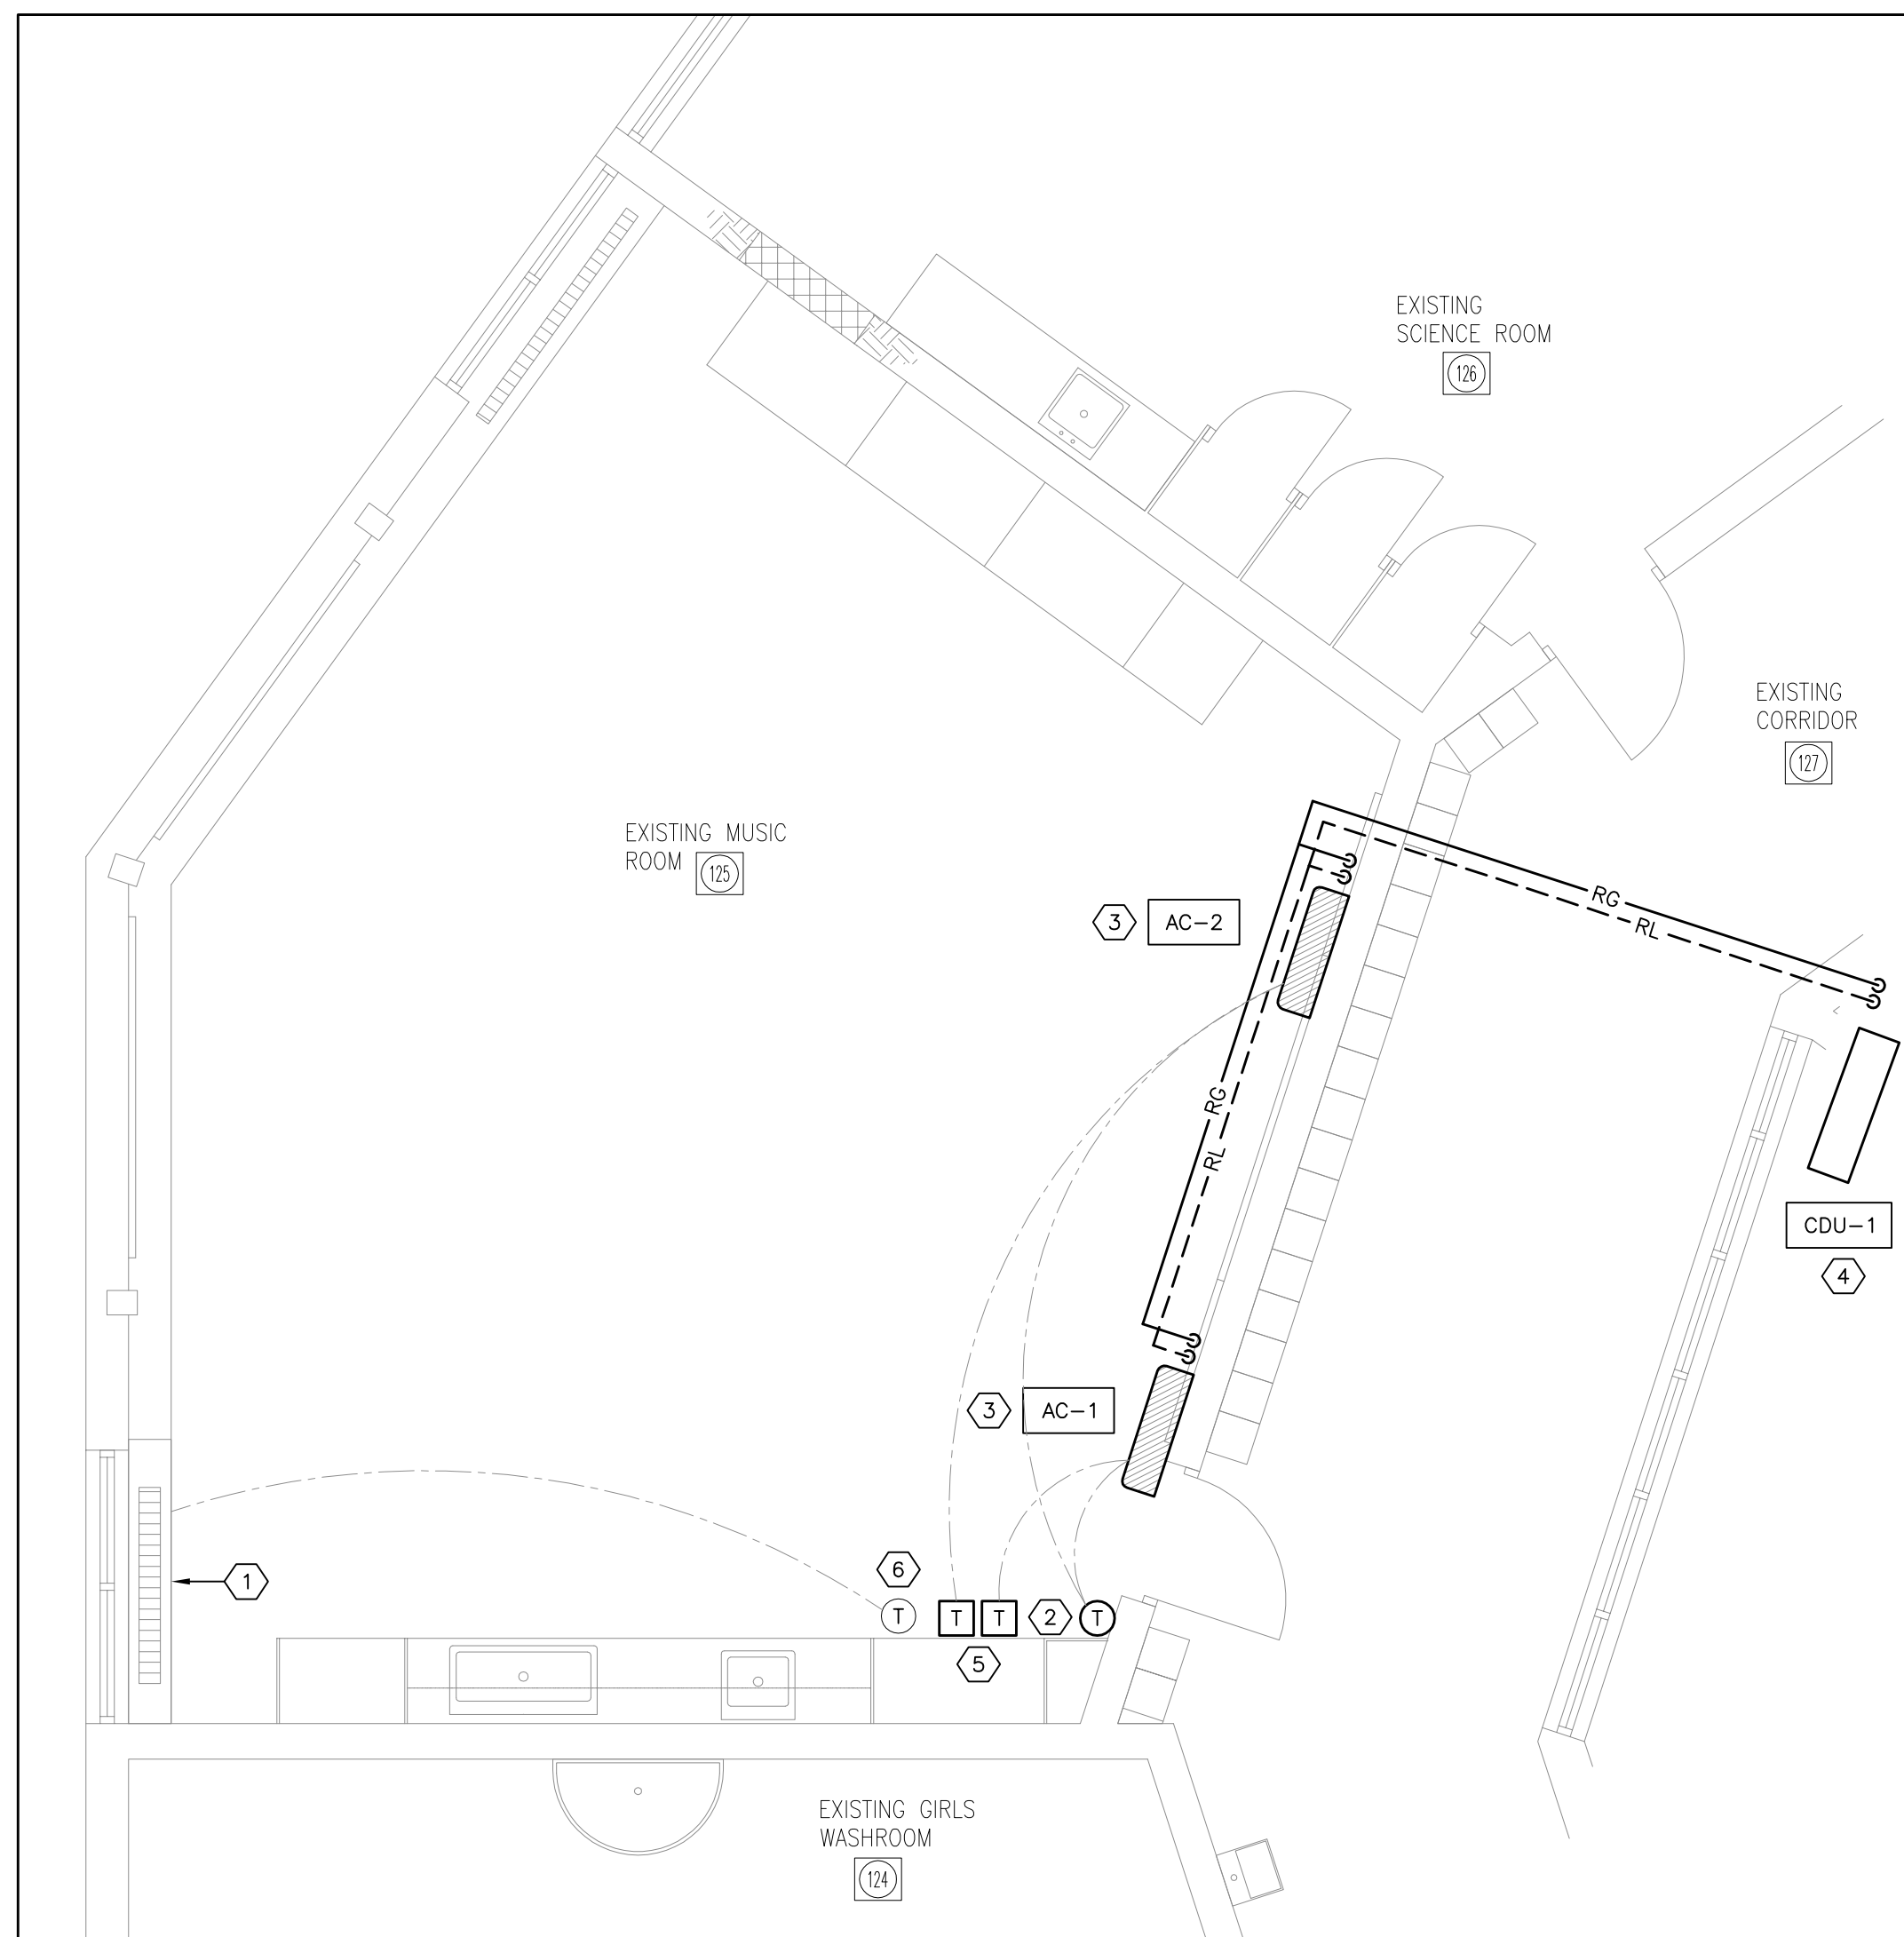 EXISTING
SCIENCE ROOM
126
EXISTING
CORRIDOR
127
EXISTING MUSIC
ROOM 125
RG
RL
3 AC-2
RG
RL
CDU-1
4
3 AC-1
6
1
T T T 2 T
5
EXISTING GIRLS
WASHROOM
124